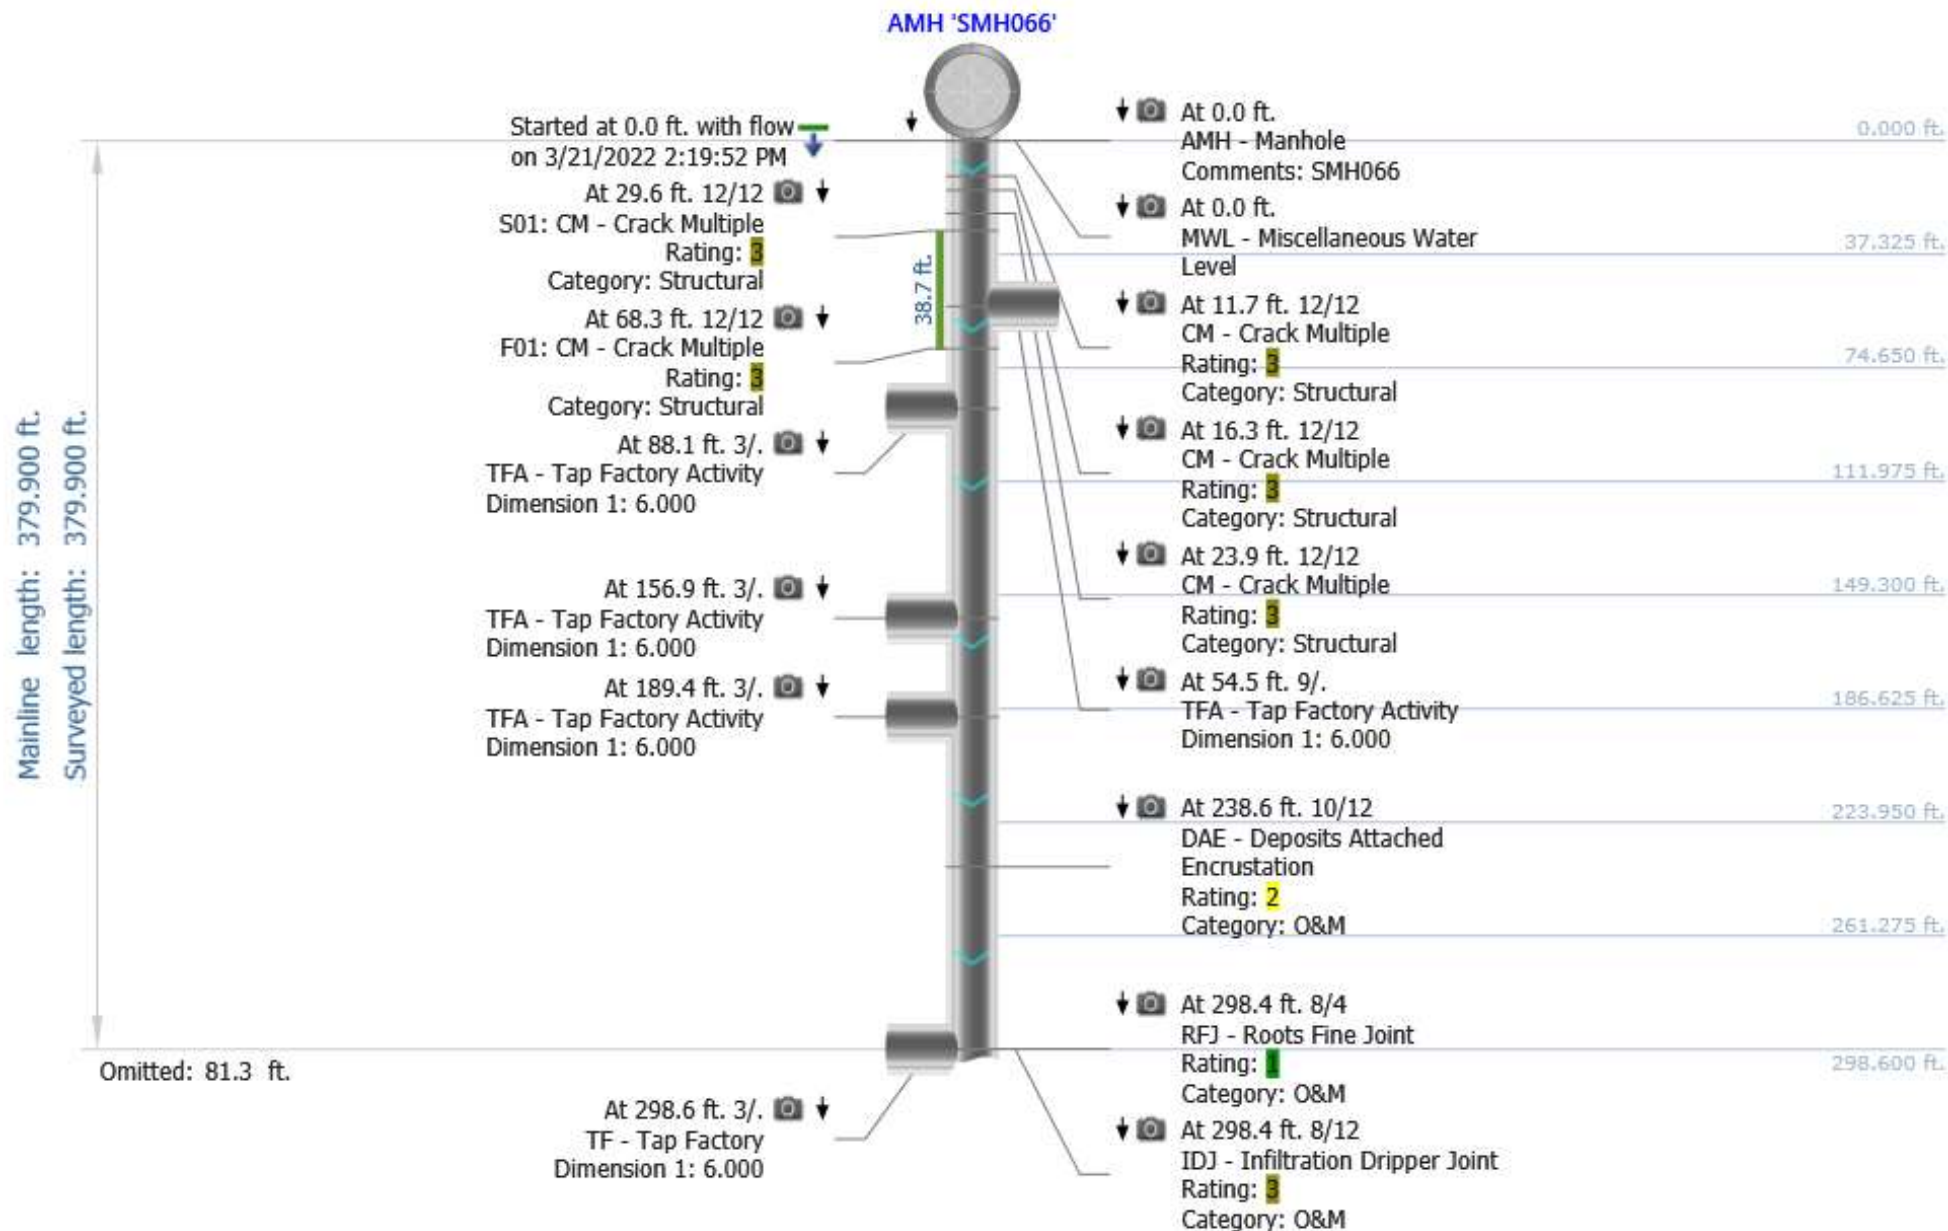 AMH 'SMH066'
Started at 0.0 ft. with flow
on 3/21/2022 2:19:52 PM
At 29.6 ft. 12/12
S01: CM - Crack Multiple
Rating: 3
Category: Structural
At 68.3 ft. 12/12
F01: CM - Crack Multiple
Rating: 3
Category: Structural
At 88.1 ft. 3/.
TFA - Tap Factory Activity
Dimension 1: 6.000
At 156.9 ft. 3/.
TFA - Tap Factory Activity
Dimension 1: 6.000
At 189.4 ft. 3/.
TFA - Tap Factory Activity
Dimension 1: 6.000
At 298.6 ft. 3/.
TF - Tap Factory
Dimension 1: 6.000
Mainline length: 379.900 ft.
Surveyed length: 379.900 ft.
Omitted: 81.3 ft.
38.7 ft.
At 0.0 ft.
AMH - Manhole
Comments: SMH066
At 0.0 ft.
MWL - Miscellaneous Water
Level
At 11.7 ft. 12/12
CM - Crack Multiple
Rating: 3
Category: Structural
At 16.3 ft. 12/12
CM - Crack Multiple
Rating: 3
Category: Structural
At 23.9 ft. 12/12
CM - Crack Multiple
Rating: 3
Category: Structural
At 54.5 ft. 9/.
TFA - Tap Factory Activity
Dimension 1: 6.000
At 238.6 ft. 10/12
DAE - Deposits Attached
Encrustation
Rating: 2
Category: O&M
At 298.4 ft. 8/4
RFJ - Roots Fine Joint
Rating: 1
Category: O&M
At 298.4 ft. 8/12
IDJ - Infiltration Dripper Joint
Rating: 3
Category: O&M
0.000 ft.
37.325 ft.
74.650 ft.
111.975 ft.
149.300 ft.
186.625 ft.
223.950 ft.
261.275 ft.
298.600 ft.